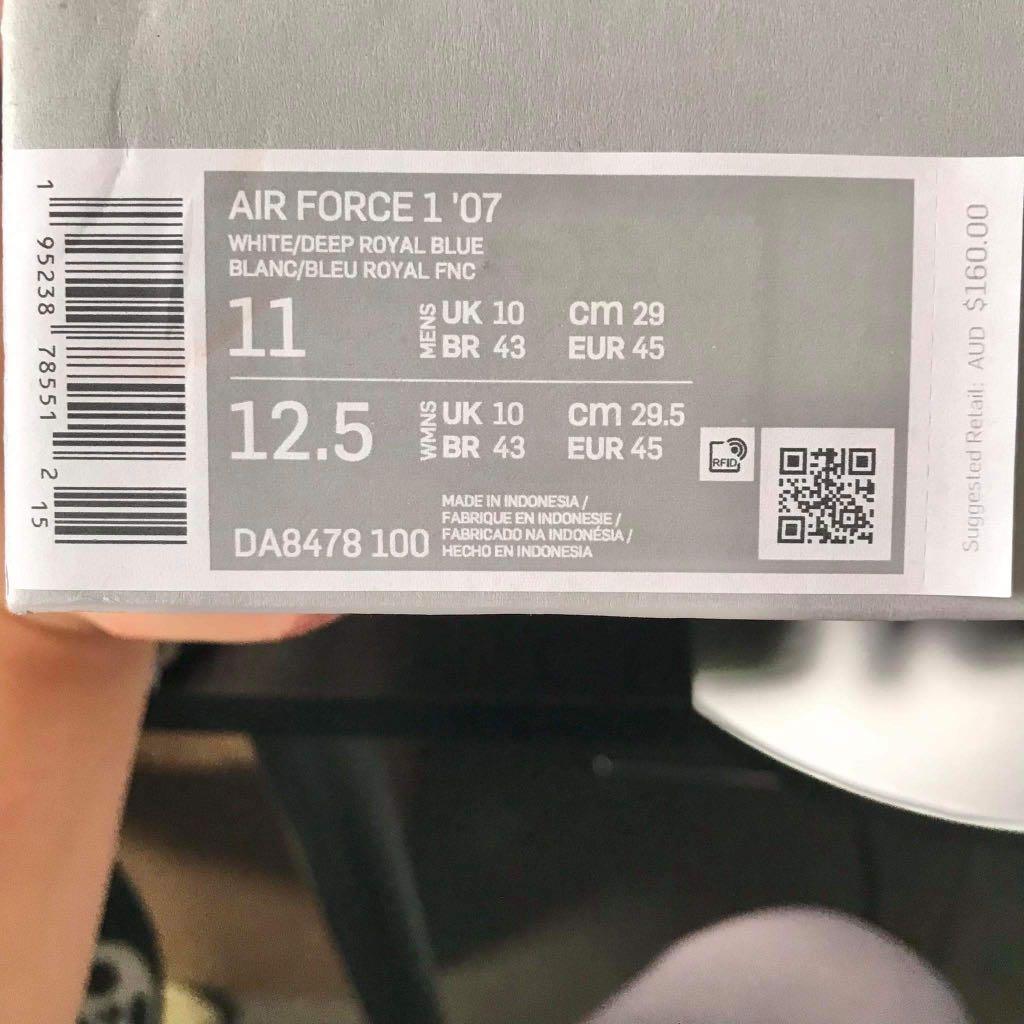 AIR FORCE 1 '07
WHITE/DEEP ROYAL BLUE
BLANC/BLEU ROYAL FNC
11
MENS
UK 10 cm 29
BR 43 EUR 45
12.5
WMNS
UK 10 cm 29.5
BR 43 EUR 45
RFID
DA8478 100
MADE IN INDONESIA /
FABRIQUE EN INDONESIE /
FABRICADO NA INDONÉSIA /
HECHO EN INDONESIA
1 95238 78551 2 15
Suggested Retail: AUD $160.00